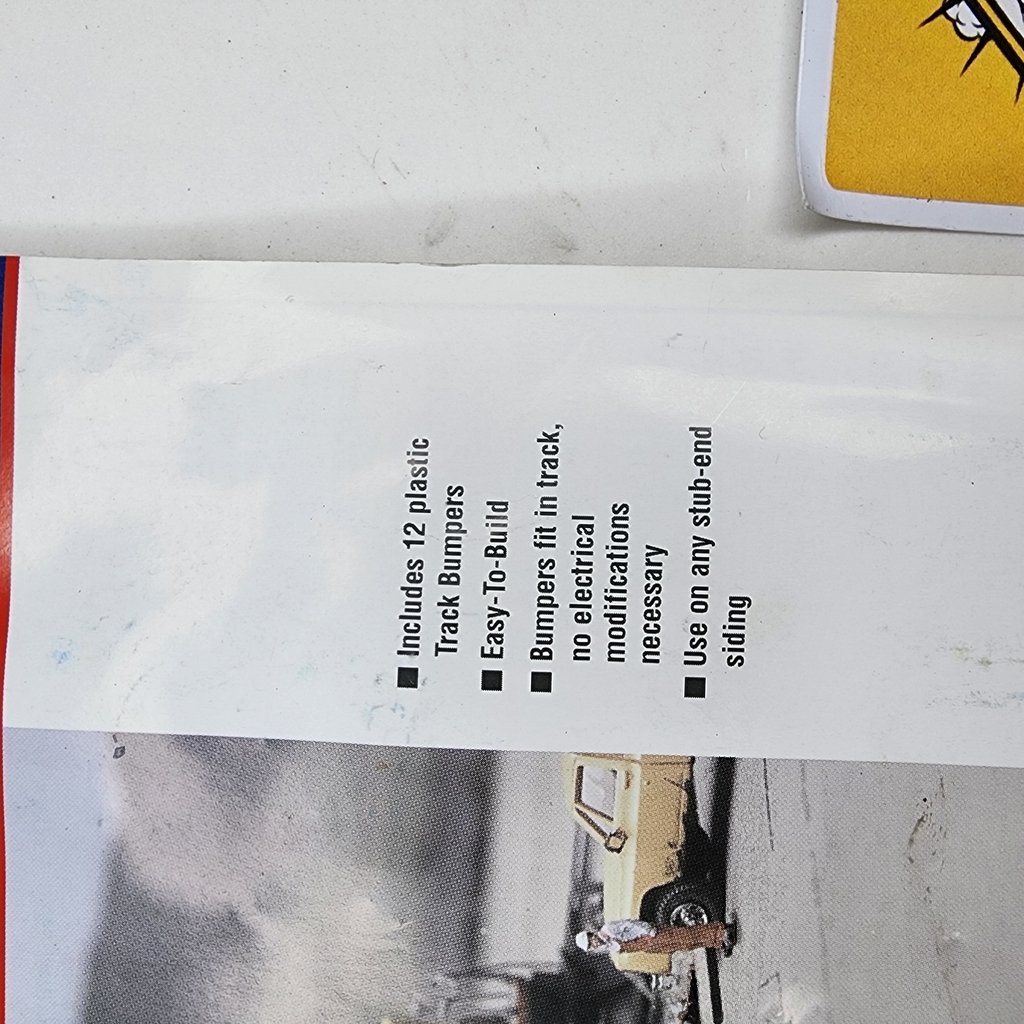 ■ Includes 12 plastic
Track Bumpers
■ Easy-To-Build
■ Bumpers fit in track,
no electrical
modifications
necessary
■ Use on any stub-end
siding